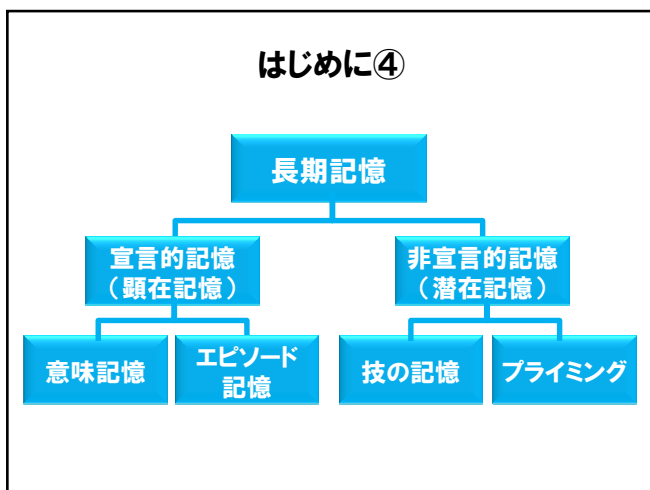 はじめに④
長期記憶
宣言的記憶
（顕在記憶）
非宣言的記憶
（潜在記憶）
意味記憶
エピソード
記憶
技の記憶
プライミング